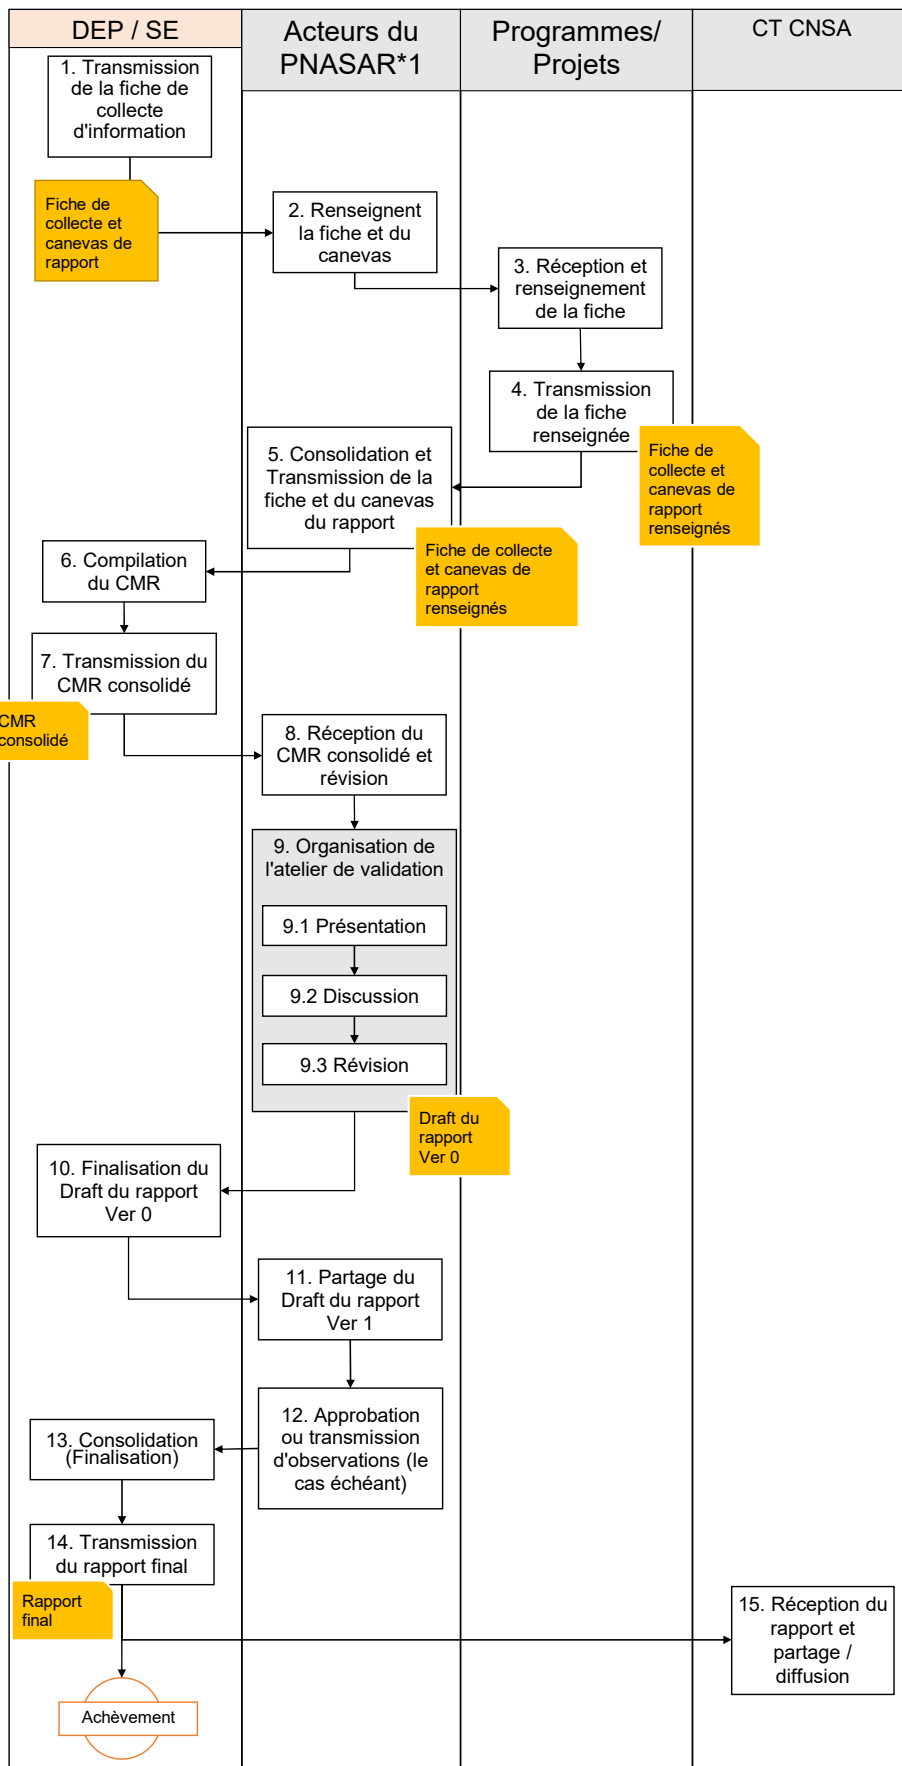 DEP / SE
Acteurs du
PNASAR*1
Programmes/
Projets
CT CNSA
1. Transmission
de la fiche de
collecte
d'information
Fiche de
collecte et
canevas de
rapport
2. Renseignent
la fiche et du
canevas
3. Réception et
renseignement
de la fiche
4. Transmission
de la fiche
renseignée
Fiche de
collecte et
canevas de
rapport
renseignés
5. Consolidation et
Transmission de la
fiche et du canevas
du rapport
Fiche de collecte
et canevas de
rapport
renseignés
6. Compilation
du CMR
7. Transmission du
CMR consolidé
CMR
consolidé
8. Réception du
CMR consolidé et
révision
9. Organisation de
l'atelier de validation
9.1 Présentation
9.2 Discussion
9.3 Révision
Draft du
rapport
Ver 0
10. Finalisation du
Draft du rapport
Ver 0
11. Partage du
Draft du rapport
Ver 1
12. Approbation
ou transmission
d'observations (le
cas échéant)
13. Consolidation
(Finalisation)
14. Transmission
du rapport final
Rapport
final
15. Réception du
rapport et
partage /
diffusion
Achèvement